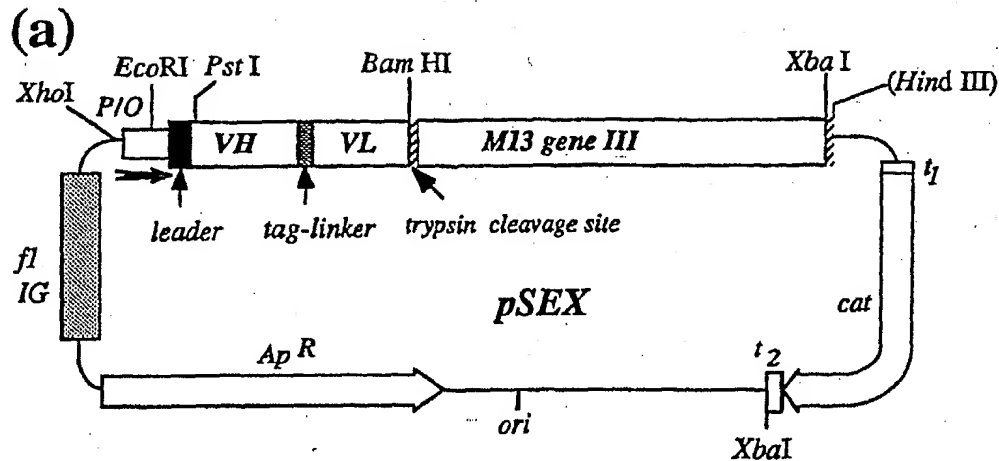 (a)
EcoRI
Pst I
Bam HI
Xba I
XhoI
P/O
(Hind III)
VH
VL
M13 gene III
t1
leader
tag-linker
trypsin cleavage site
f1
IG
pSEX
cat
Ap R
t2
ori
XbaI